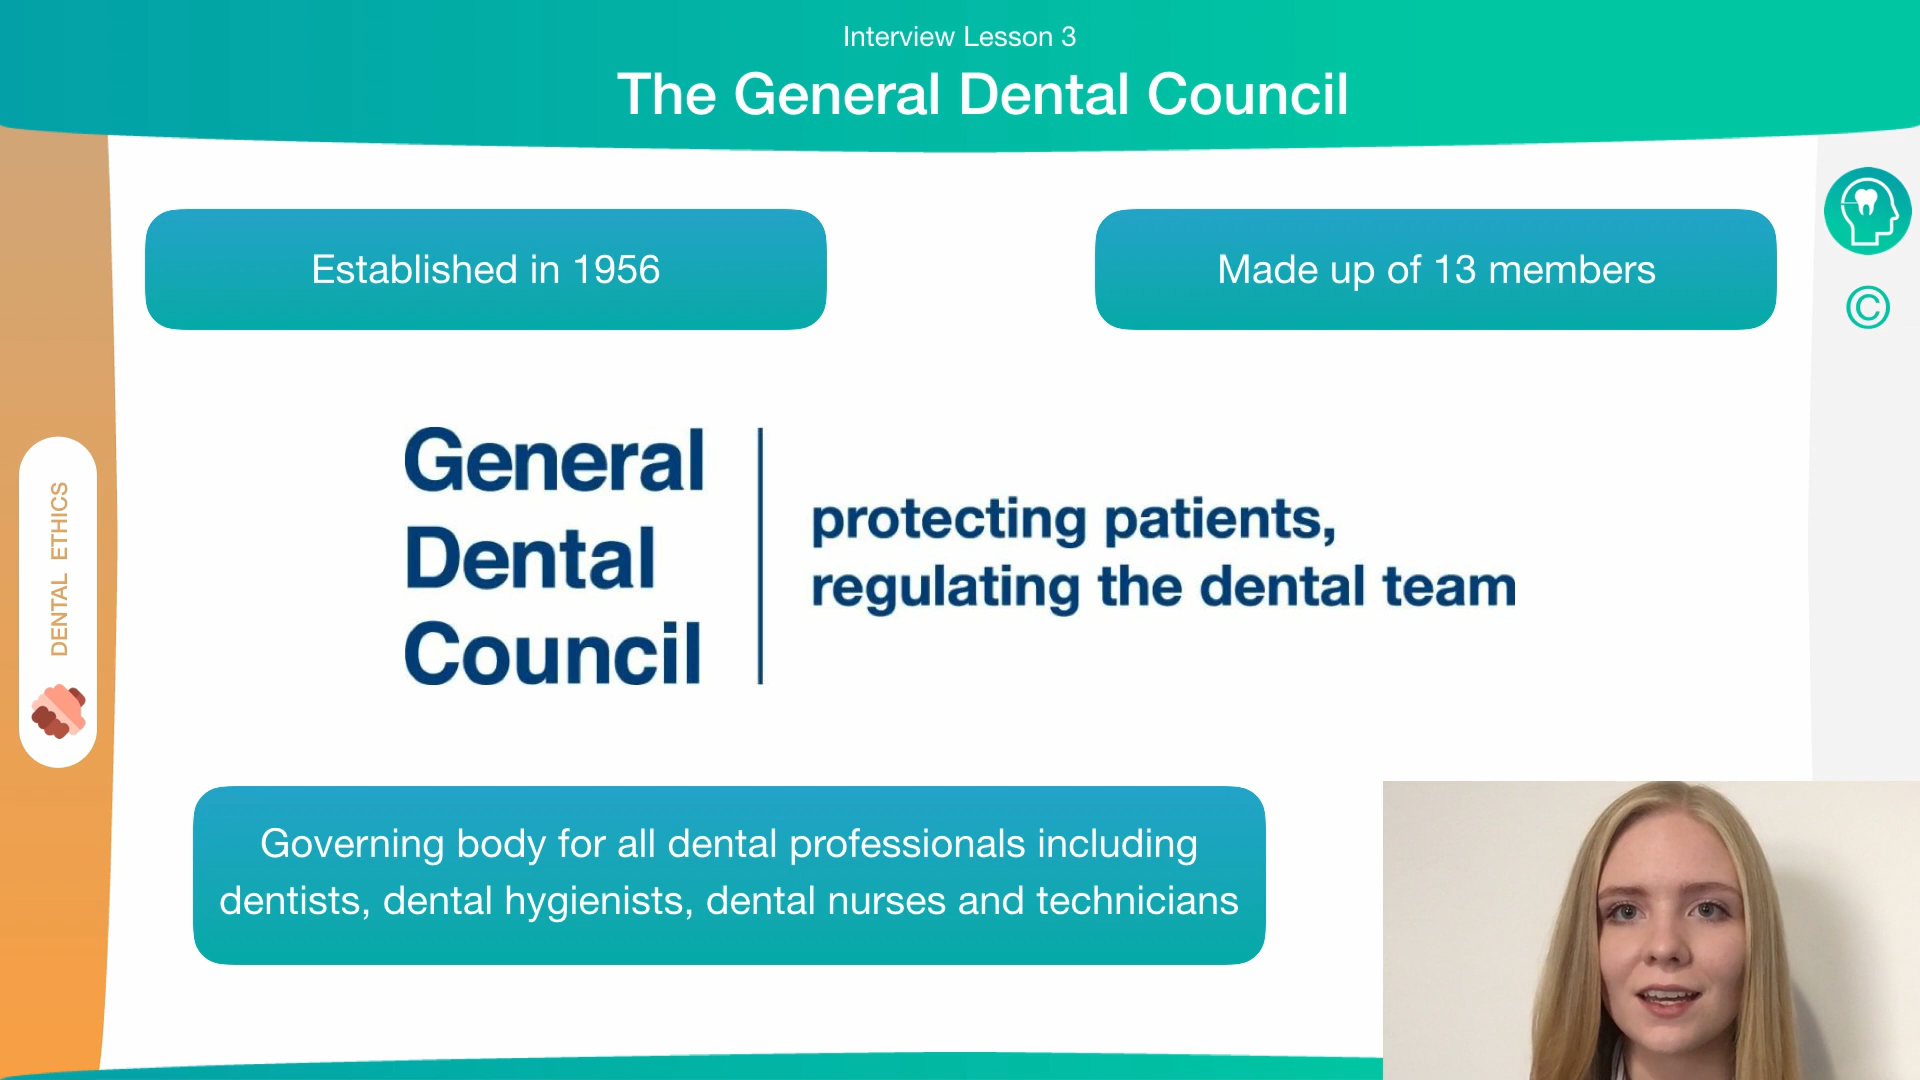 Interview Lesson 3
The General Dental Council
Established in 1956
Made up of 13 members
©
General
Dental
Council
protecting patients,
regulating the dental team
DENTAL ETHICS
Governing body for all dental professionals including
dentists, dental hygienists, dental nurses and technicians